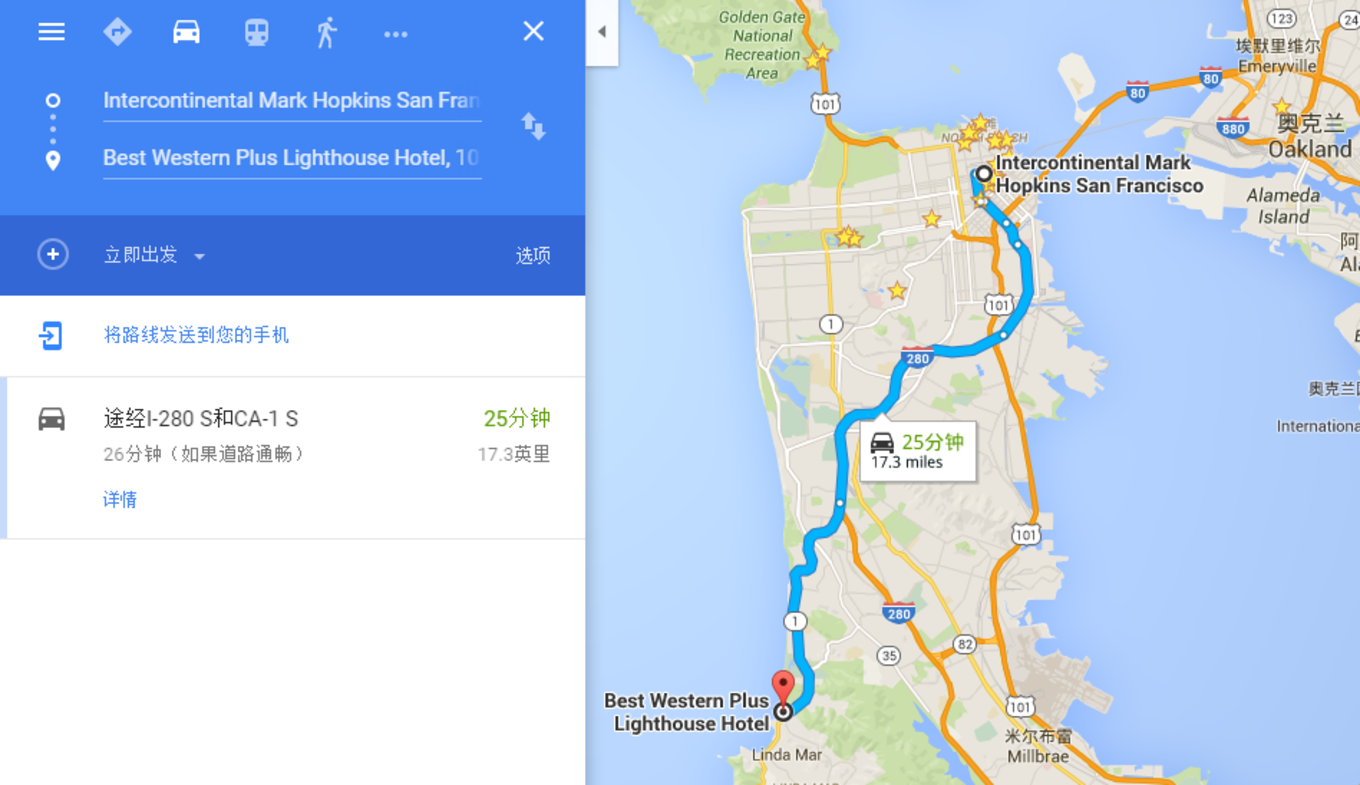 Intercontinental Mark Hopkins San Fran
Best Western Plus Lighthouse Hotel, 10
立即出发
选项
将路线发送到您的手机
途经I-280 S和CA-1 S
25分钟
26分钟（如果道路通畅）
17.3英里
详情
Golden Gate
National
Recreation
Area
101
123
24
埃默里维尔
Emeryville
80
80
880
奥克兰
Oakland
Intercontinental Mark
Hopkins San Francisco
Alameda
Island
阿
Ala
1
101
280
25分钟
17.3 miles
奥克兰
International
101
1
280
35
82
101
Best Western Plus
Lighthouse Hotel
Linda Mar
米尔布雷
Millbrae